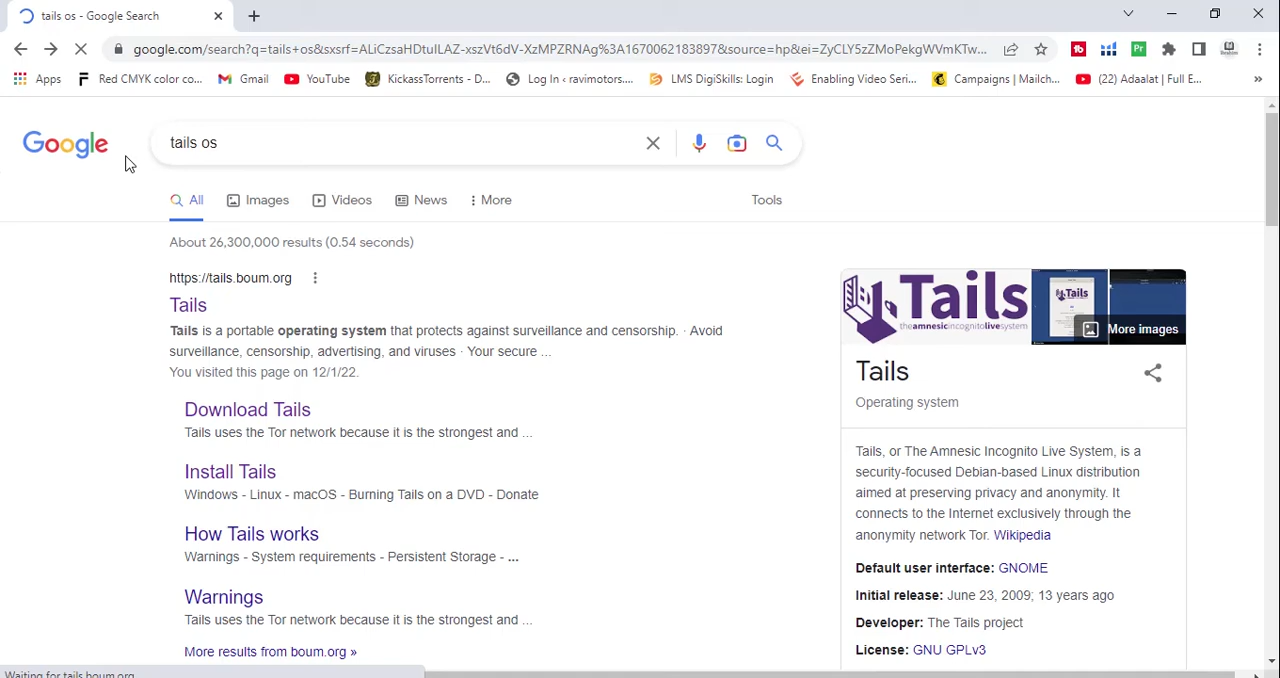 tails os - Google Search
google.com/search?q=tails+os&sxsrf=ALiCzsaHDtuILAZ-xszVt6dV-XzMPZRNAg%3A1670062183897&source=hp&ei=ZyCLY5zZMoPekgWVmKTw...
Apps
Red CMYK color co...
Gmail
YouTube
KickassTorrents - D...
Log In ‹ ravimotors....
LMS DigiSkills: Login
Enabling Video Seri...
Campaigns | Mailch...
(22) Adaalat | Full E...
»
Google
tails os
All
Images
Videos
News
More
Tools
About 26,300,000 results (0.54 seconds)
https://tails.boum.org
Tails
Tails is a portable operating system that protects against surveillance and censorship. · Avoid
surveillance, censorship, advertising, and viruses · Your secure ...
You visited this page on 12/1/22.
Download Tails
Tails uses the Tor network because it is the strongest and ...
Install Tails
Windows - Linux - macOS - Burning Tails on a DVD - Donate
How Tails works
Warnings - System requirements - Persistent Storage - ...
Warnings
Tails uses the Tor network because it is the strongest and ...
More results from boum.org »
Tails
theamnesicincognitolivesystem
Tails
More images
Tails
Operating system
Tails, or The Amnesic Incognito Live System, is a
security-focused Debian-based Linux distribution
aimed at preserving privacy and anonymity. It
connects to the Internet exclusively through the
anonymity network Tor. Wikipedia
Default user interface: GNOME
Initial release: June 23, 2009; 13 years ago
Developer: The Tails project
License: GNU GPLv3
Waiting for tails.boum.org